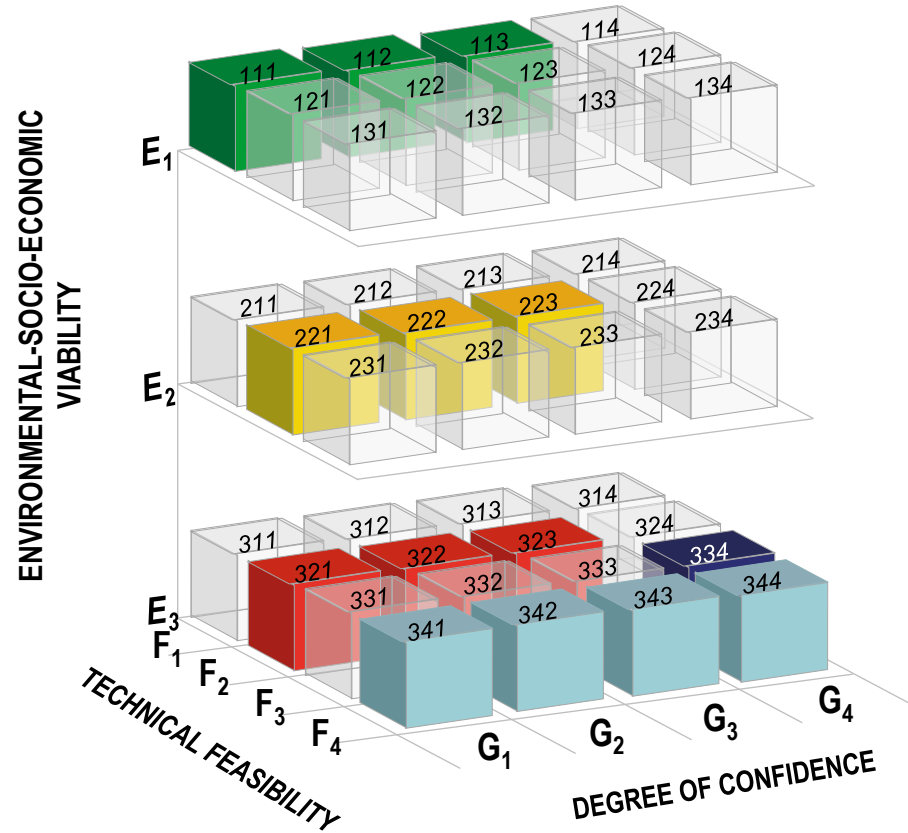 ENVIRONMENTAL-SOCIO-ECONOMIC
VIABILITY
E1
111 112 113 114
121 122 123 124
131 132 133 134
E2
211 212 213 214
221 222 223 224
231 232 233 234
E3
311 312 313 314
321 322 323 324
331 332 333 334
341 342 343 344
F1
F2
F3
F4
G1
G2
G3
G4
TECHNICAL FEASIBILITY
DEGREE OF CONFIDENCE